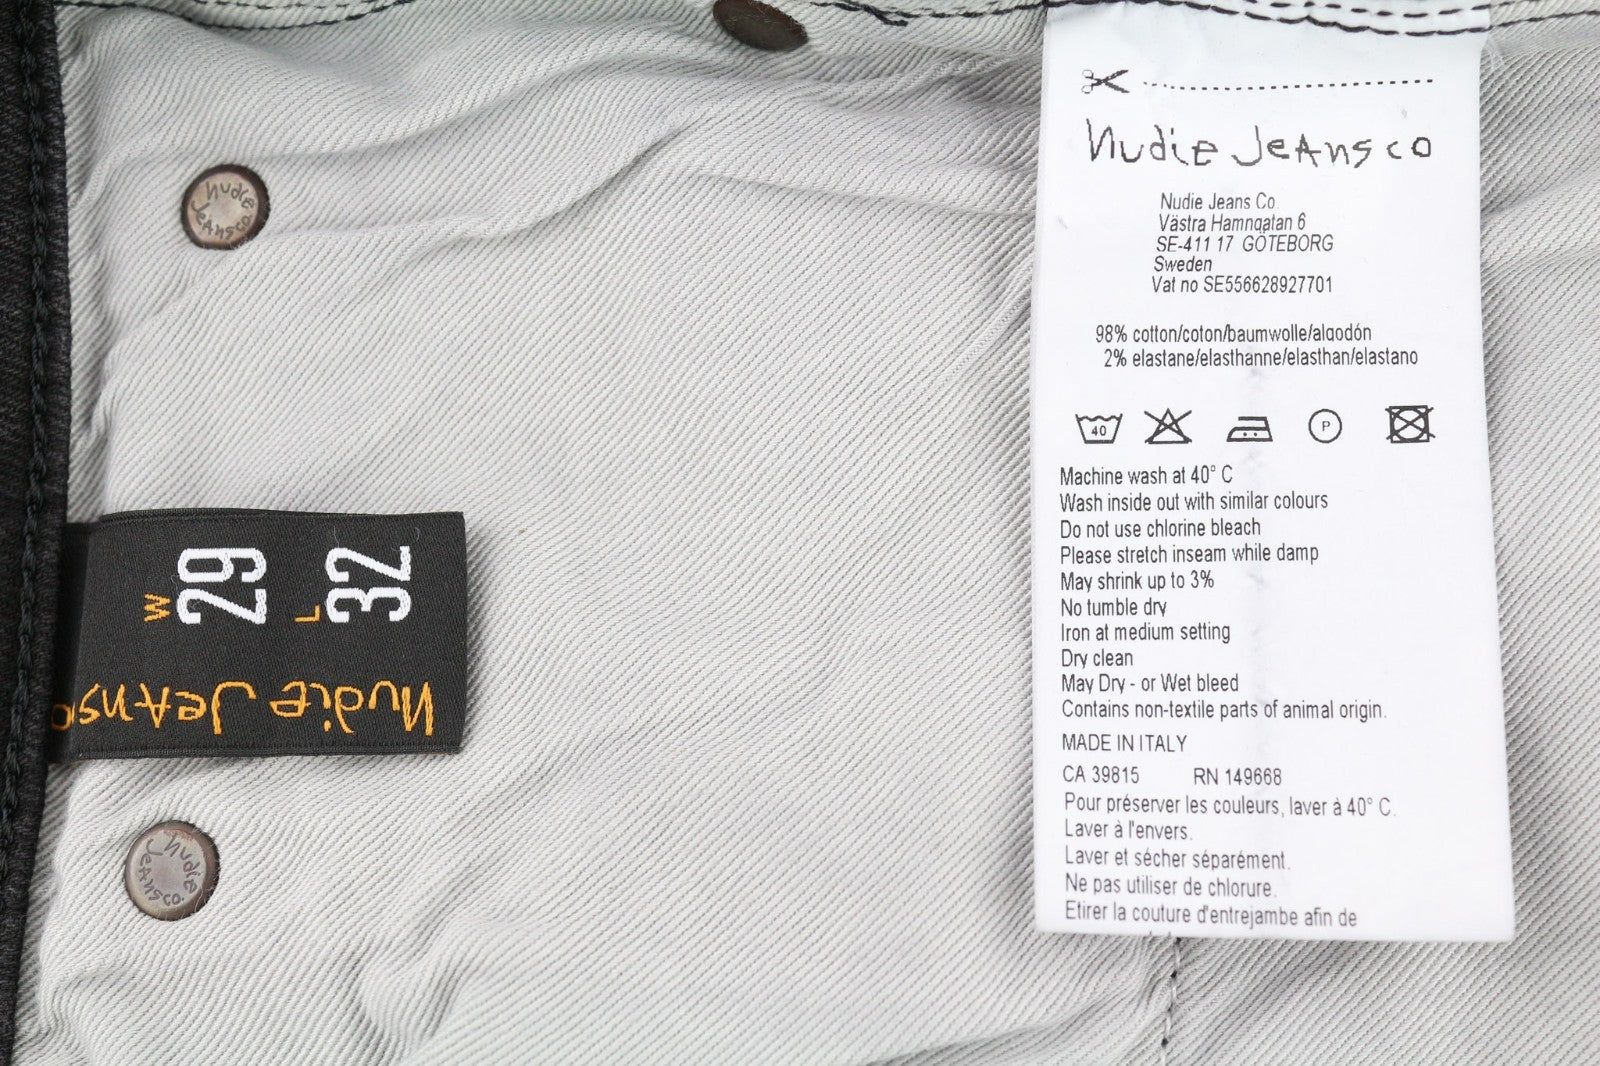 nudie Jeans co
Nudie Jeans Co.
Västra Hamngatan 6
SE-411 17 GÖTEBORG
Sweden
Vat no SE556628927701
98% cotton/coton/baumwolle/algodón
2% elastane/elasthanne/elasthan/elastano
40
P
Machine wash at 40° C
Wash inside out with similar colours
Do not use chlorine bleach
Please stretch inseam while damp
May shrink up to 3%
No tumble dry
Iron at medium setting
Dry clean
May Dry - or Wet bleed
Contains non-textile parts of animal origin.
MADE IN ITALY
CA 39815 RN 149668
Pour préserver les couleurs, laver à 40° C.
Laver à l'envers.
Laver et sécher séparément.
Ne pas utiliser de chlorure.
Etirer la couture d'entrejambe afin de
nudie
Jeans co.
W
29
L
32
nudie Jeans co
nudie
Jeans co.